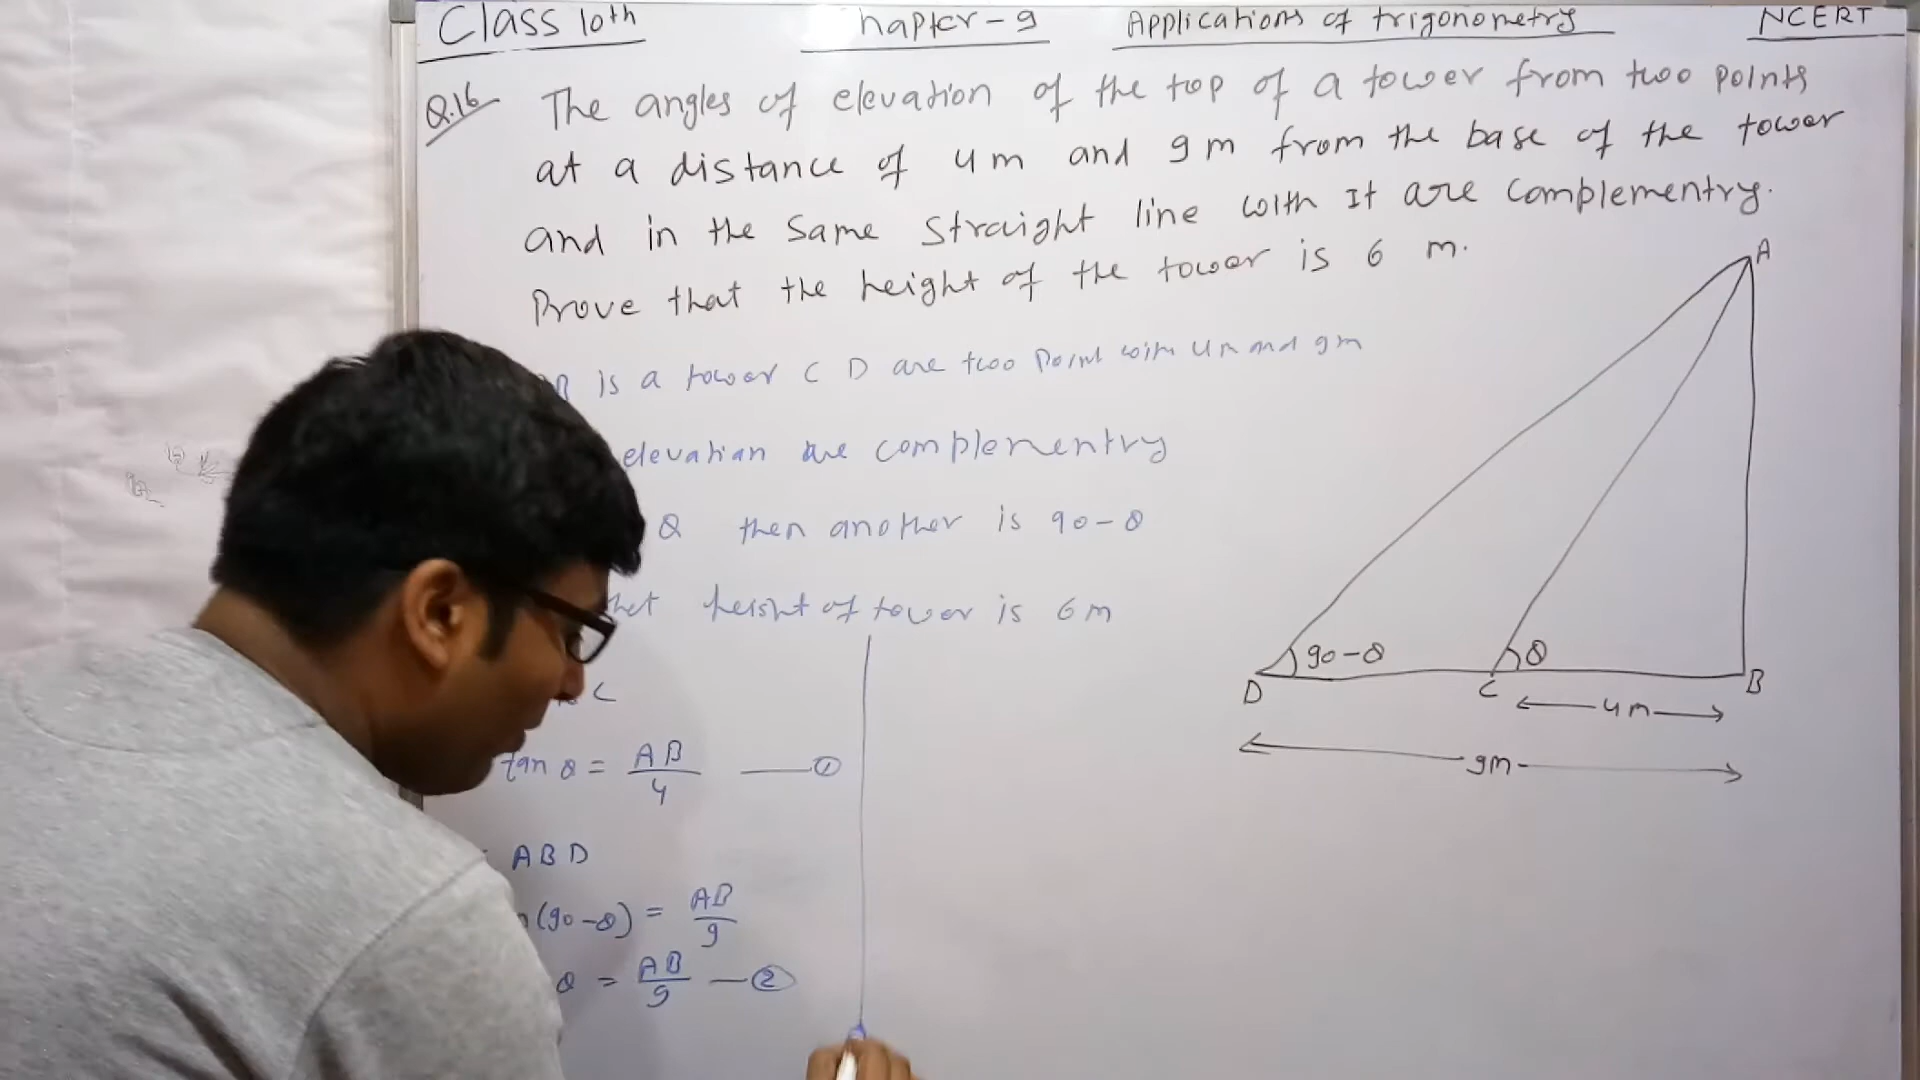 Class 10th hapter-9 Applications of trigonometry NCERT
Q.16 The angles of elevation of the top of a tower from two points
at a distance of 4m and 9m from the base of the tower
and in the same straight line with It are complementry.
Prove that the height of the tower is 6 m.
is a tower C D are two Point with 4m and 9m
elevation are complementry
θ then another is 90-θ
height of tower is 6m
C
tan θ = AB/4 ——①
ABD
(90-θ) = AB/9
θ = AB/9 —②
A
90-θ
θ
D
C
B
4m
9m